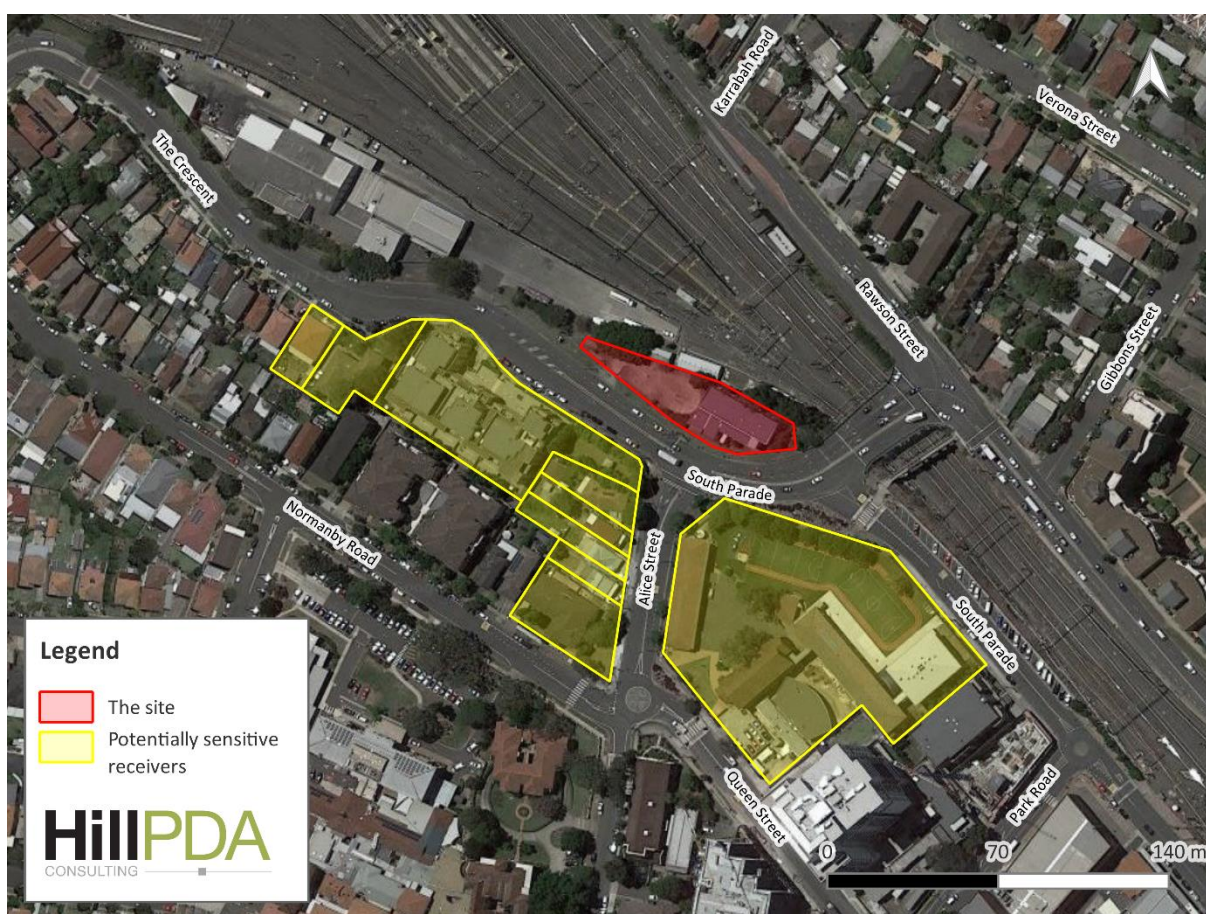 Karrabah Road
Verona Street
The Crescent
Rawson Street
Gibbons Street
South Parade
Normanby Road
Alice Street
South Parade
Queen Street
Park Road
Legend
The site
Potentially sensitive
receivers
HillPDA
CONSULTING
0 70 140 m